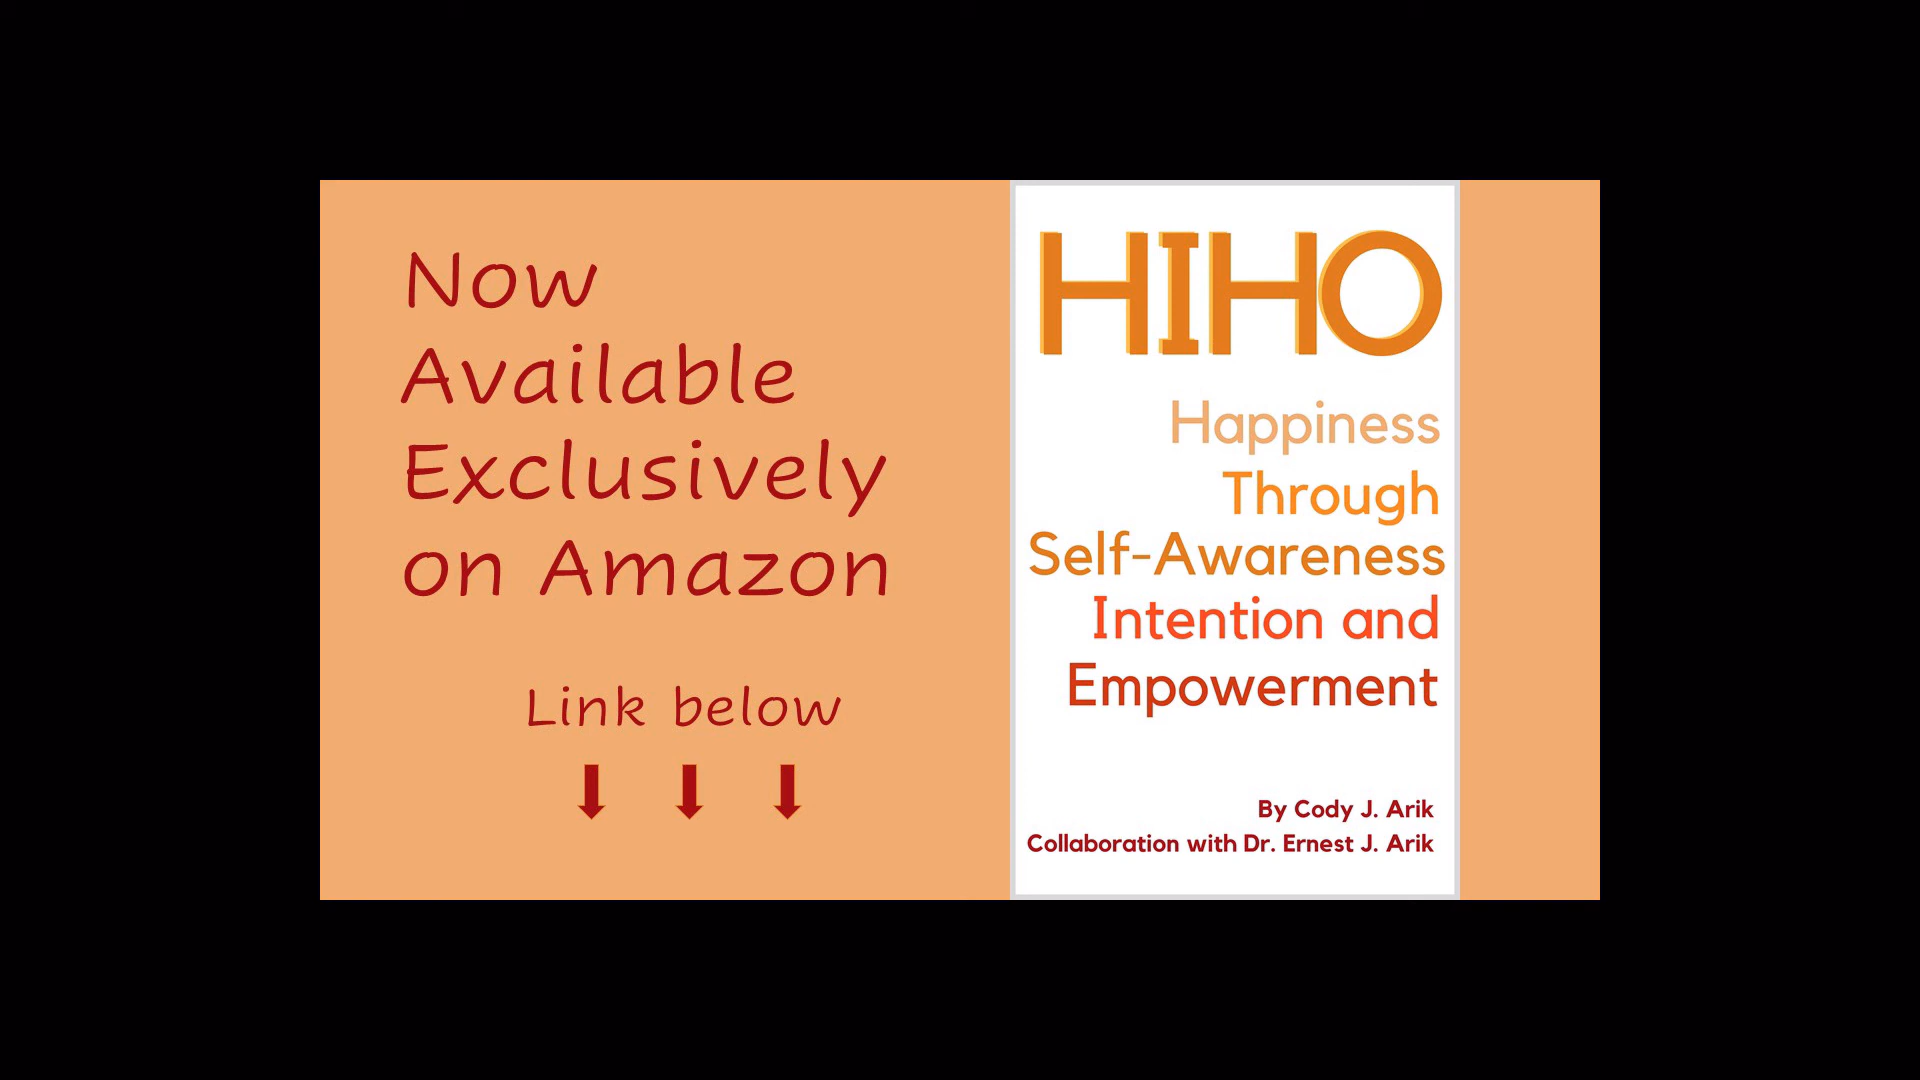 Now
Available
Exclusively
on Amazon
Link below
HIHO
Happiness
Through
Self-Awareness
Intention and
Empowerment
By Cody J. Arik
Collaboration with Dr. Ernest J. Arik